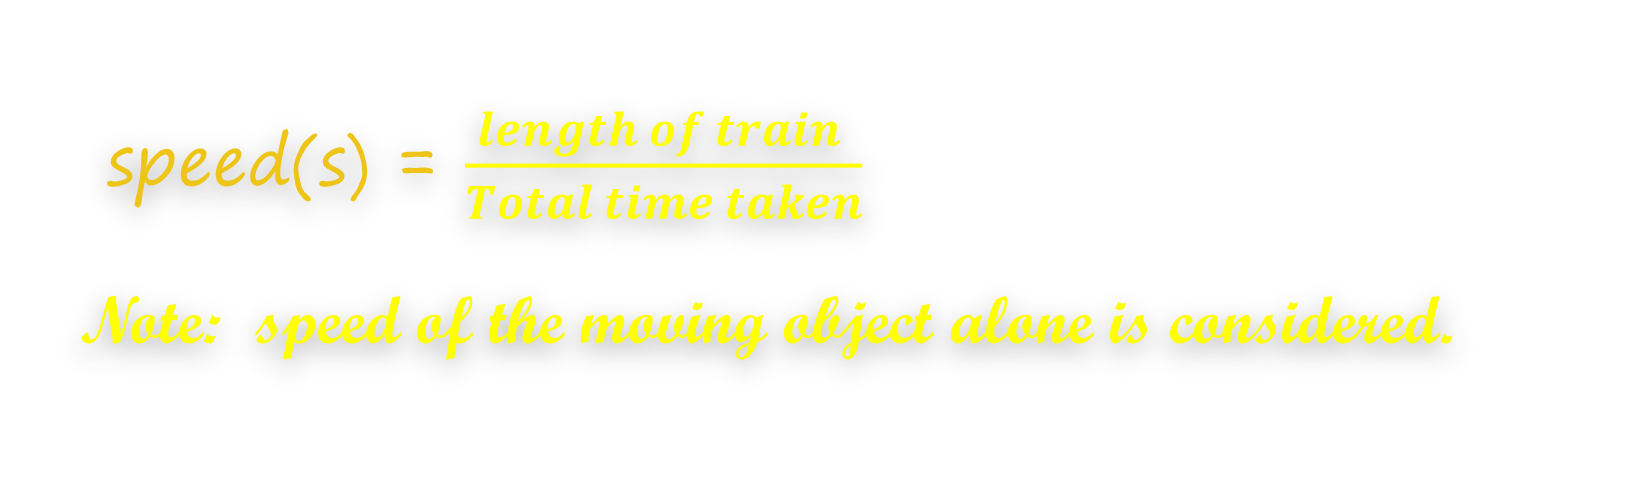 speed(s) = length of train / Total time taken
Note: speed of the moving object alone is considered.